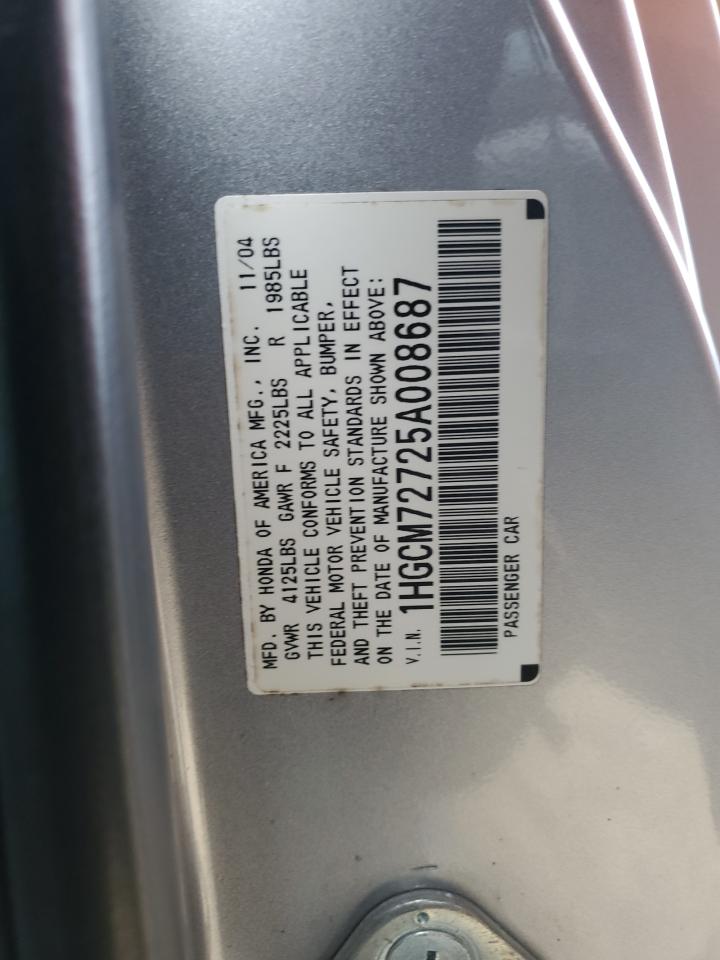 MFD. BY HONDA OF AMERICA MFG., INC. 11/04
GVWR 4125LBS GAWR F 2225LBS R 1985LBS
THIS VEHICLE CONFORMS TO ALL APPLICABLE
FEDERAL MOTOR VEHICLE SAFETY, BUMPER,
AND THEFT PREVENTION STANDARDS IN EFFECT
ON THE DATE OF MANUFACTURE SHOWN ABOVE:
V.I.N. 1HGCM72725A008687
PASSENGER CAR